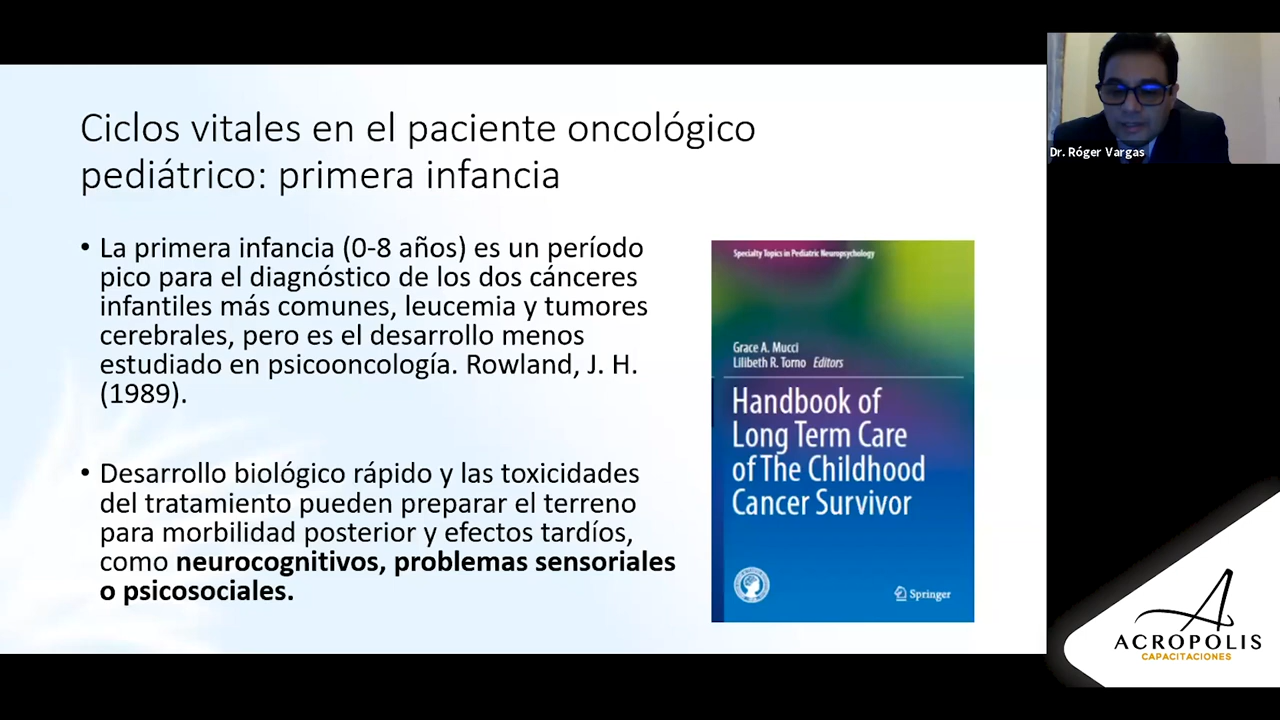 Ciclos vitales en el paciente oncológico
pediátrico: primera infancia
• La primera infancia (0-8 años) es un período
pico para el diagnóstico de los dos cánceres
infantiles más comunes, leucemia y tumores
cerebrales, pero es el desarrollo menos
estudiado en psicooncología. Rowland, J. H.
(1989).
• Desarrollo biológico rápido y las toxicidades
del tratamiento pueden preparar el terreno
para morbilidad posterior y efectos tardíos,
como neurocognitivos, problemas sensoriales
o psicosociales.
Specialty Topics in Pediatric Neuropsychology
Grace A. Mucci
Lilibeth R. Torno Editors
Handbook of
Long Term Care
of The Childhood
Cancer Survivor
Springer
Dr. Róger Vargas
ACROPOLIS
CAPACITACIONES